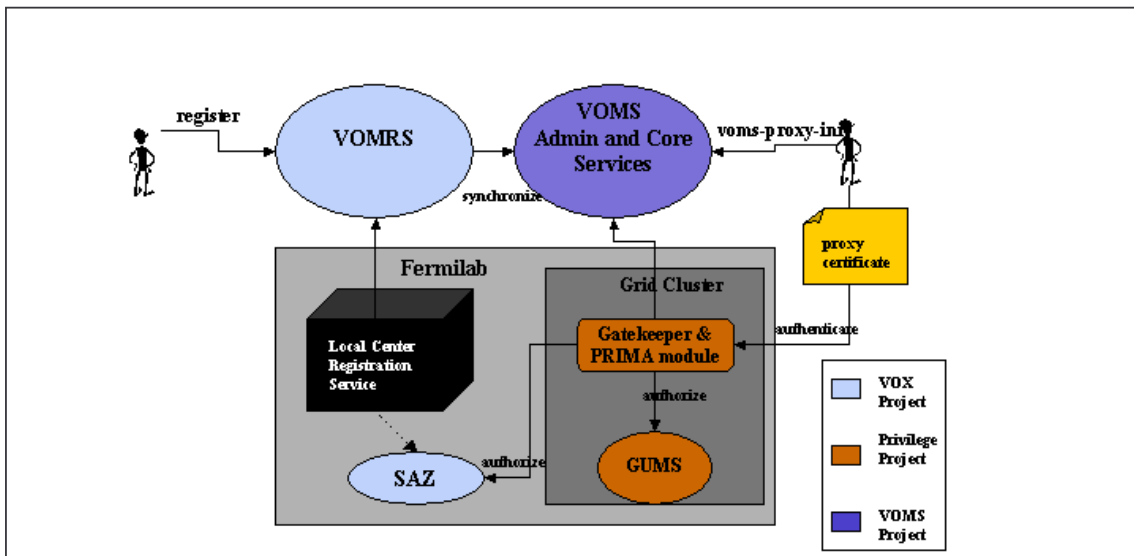 register
VOMRS
VOMS
Admin and Core
Services
voms-proxy-ini
synchronize
proxy
certificate
Fermilab
Grid Cluster
Local Center
Registration
Service
Gatekeeper &
PRIMA module
authenticate
authorize
SAZ
authorize
GUMS
VOX
Project
Privilege
Project
VOMS
Project